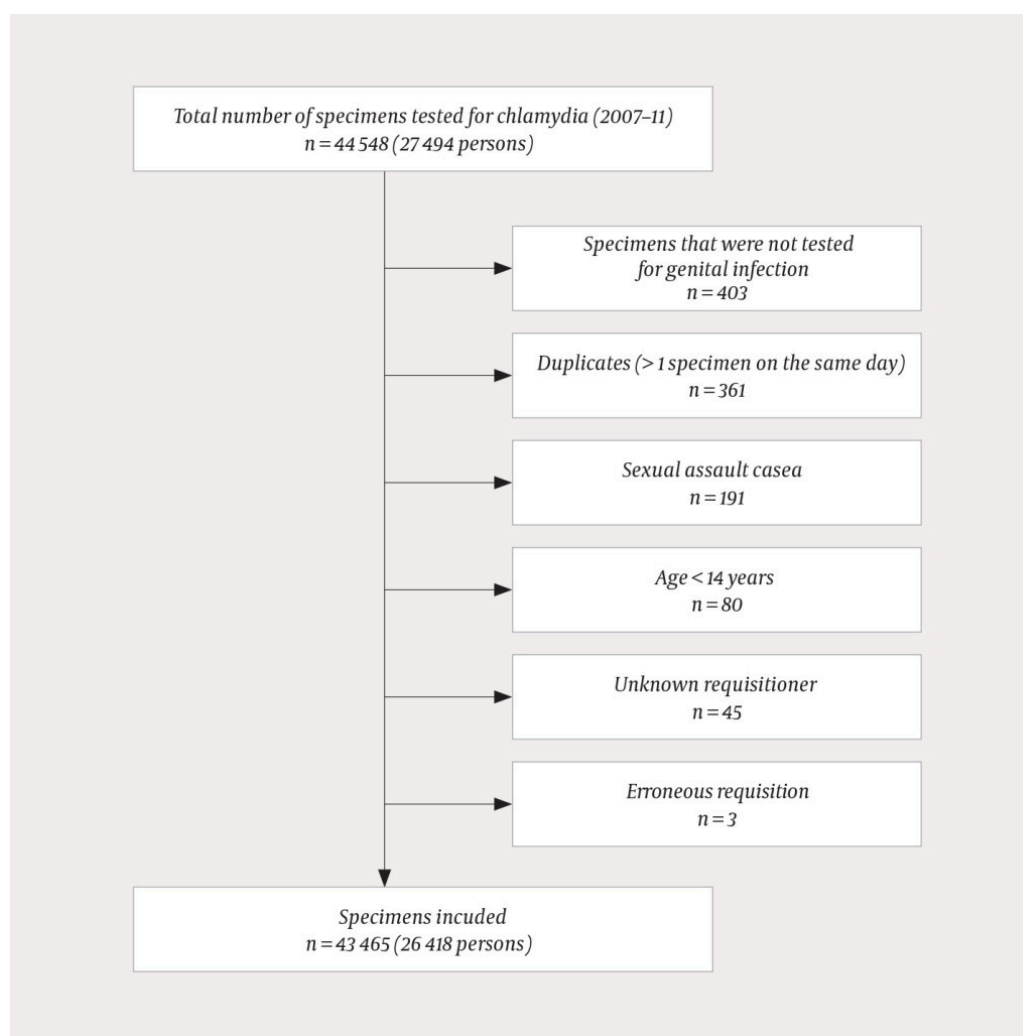 Total number of specimens tested for chlamydia (2007–11)
n = 44 548 (27 494 persons)
Specimens that were not tested
for genital infection
n = 403
Duplicates (> 1 specimen on the same day)
n = 361
Sexual assault casea
n = 191
Age < 14 years
n = 80
Unknown requisitioner
n = 45
Erroneous requisition
n = 3
Specimens incuded
n = 43 465 (26 418 persons)